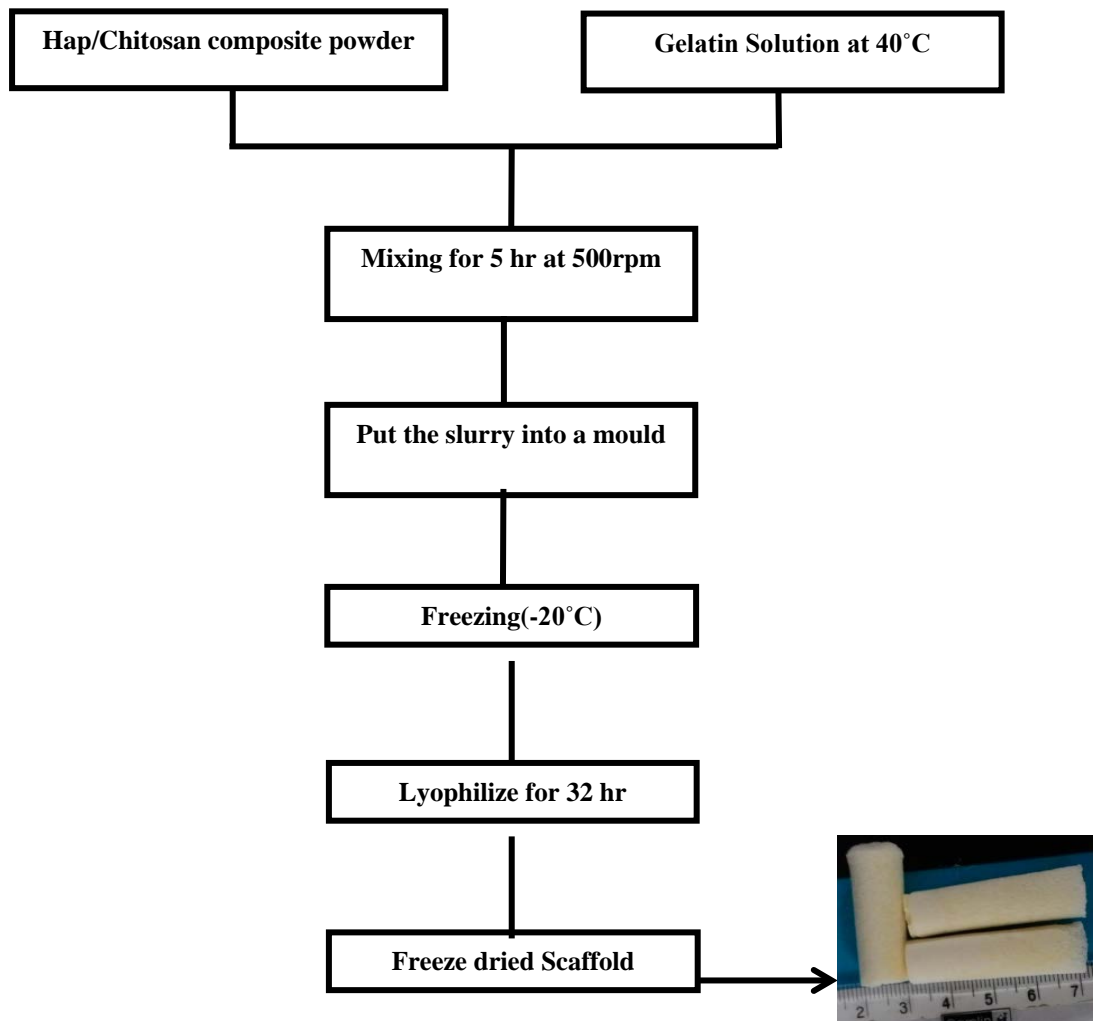 Hap/Chitosan composite powder
Gelatin Solution at 40˚C
Mixing for 5 hr at 500rpm
Put the slurry into a mould
Freezing(-20˚C)
Lyophilize for 32 hr
Freeze dried Scaffold
2 3 4 5 6 7